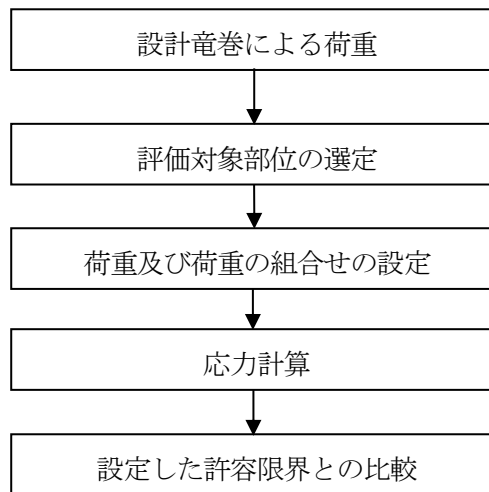 設計竜巻による荷重
評価対象部位の選定
荷重及び荷重の組合せの設定
応力計算
設定した許容限界との比較